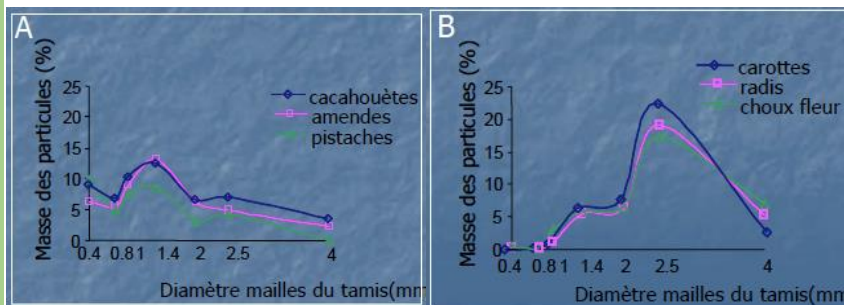 A
Masse des particules (%)
25
20
15
10
5
0
cacahouètes
amendes
pistaches
0.4 0.8 1 1.4 2 2.5 4
Diamètre mailles du tamis(mm
B
Masse des particules (%)
25
20
15
10
5
0
carottes
radis
choux fleur
0.4 0.8 1 1.4 2 2.5 4
Diamètre mailles du tamis(mm